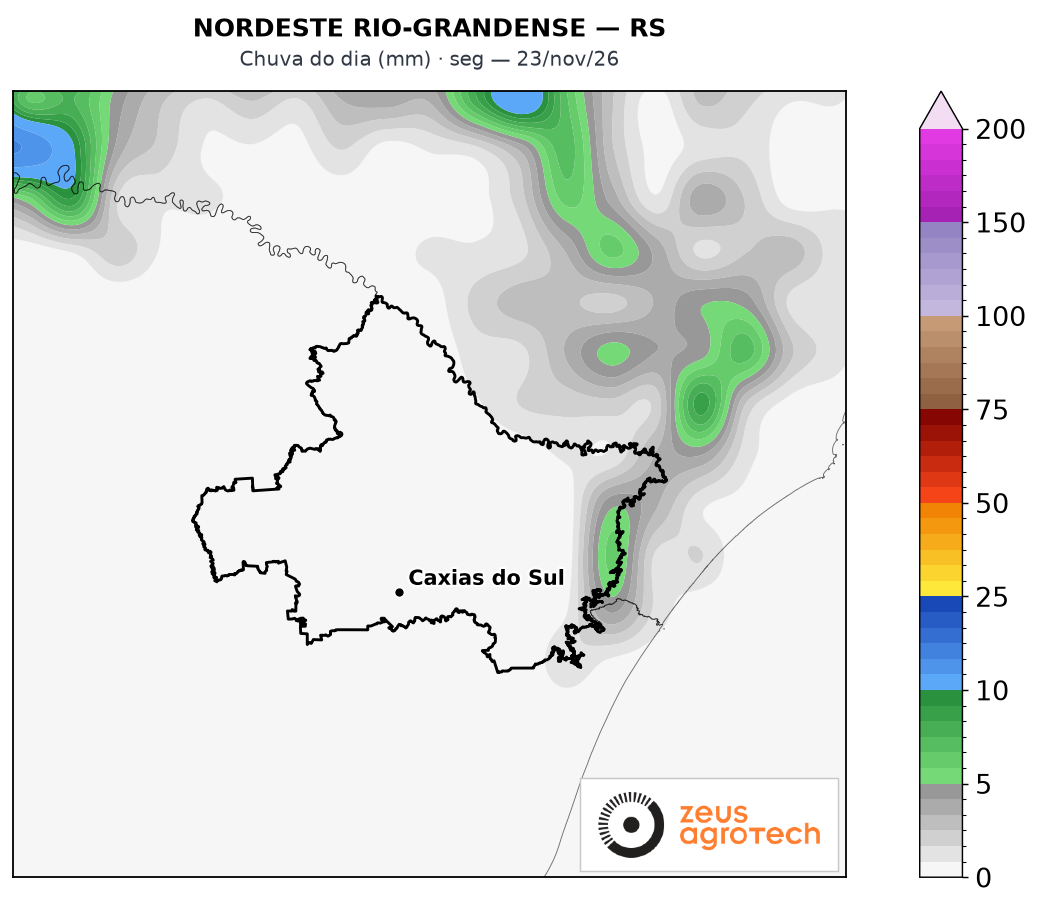 NORDESTE RIO-GRANDENSE — RS
Chuva do dia (mm) · seg — 23/nov/26
200
150
100
75
50
25
10
5
0
Caxias do Sul
zeus
agroTech